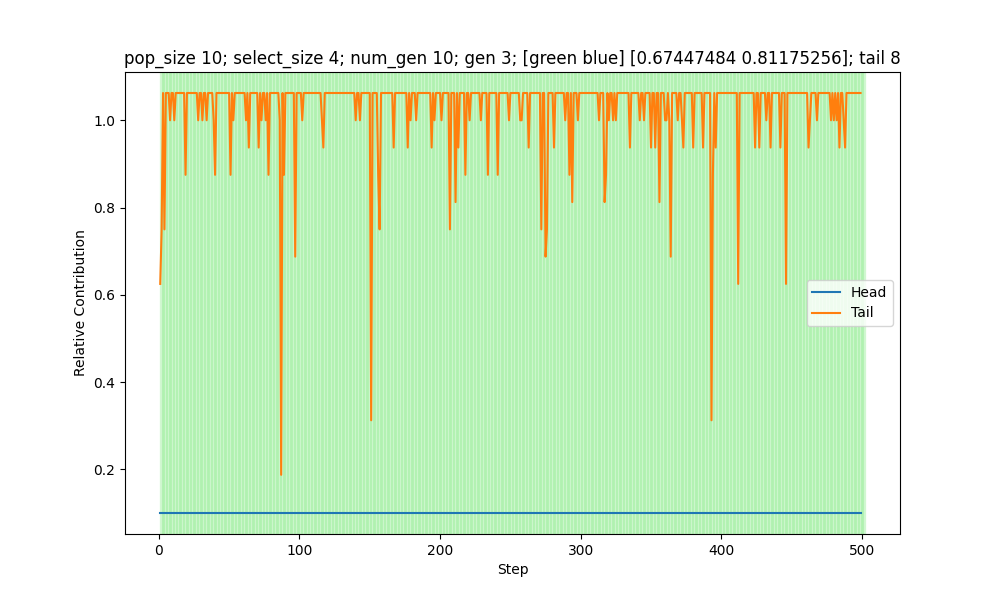 pop_size 10; select_size 4; num_gen 10; gen 3; [green blue] [0.67447484 0.81175256]; tail 8
1.0
0.8
0.6
0.4
0.2
Relative Contribution
Head
Tail
0 100 200 300 400 500
Step